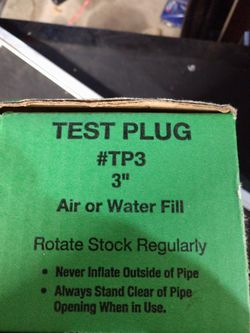 TEST PLUG
#TP3
3"
Air or Water Fill
Rotate Stock Regularly
• Never Inflate Outside of Pipe
• Always Stand Clear of Pipe
Opening When in Use.